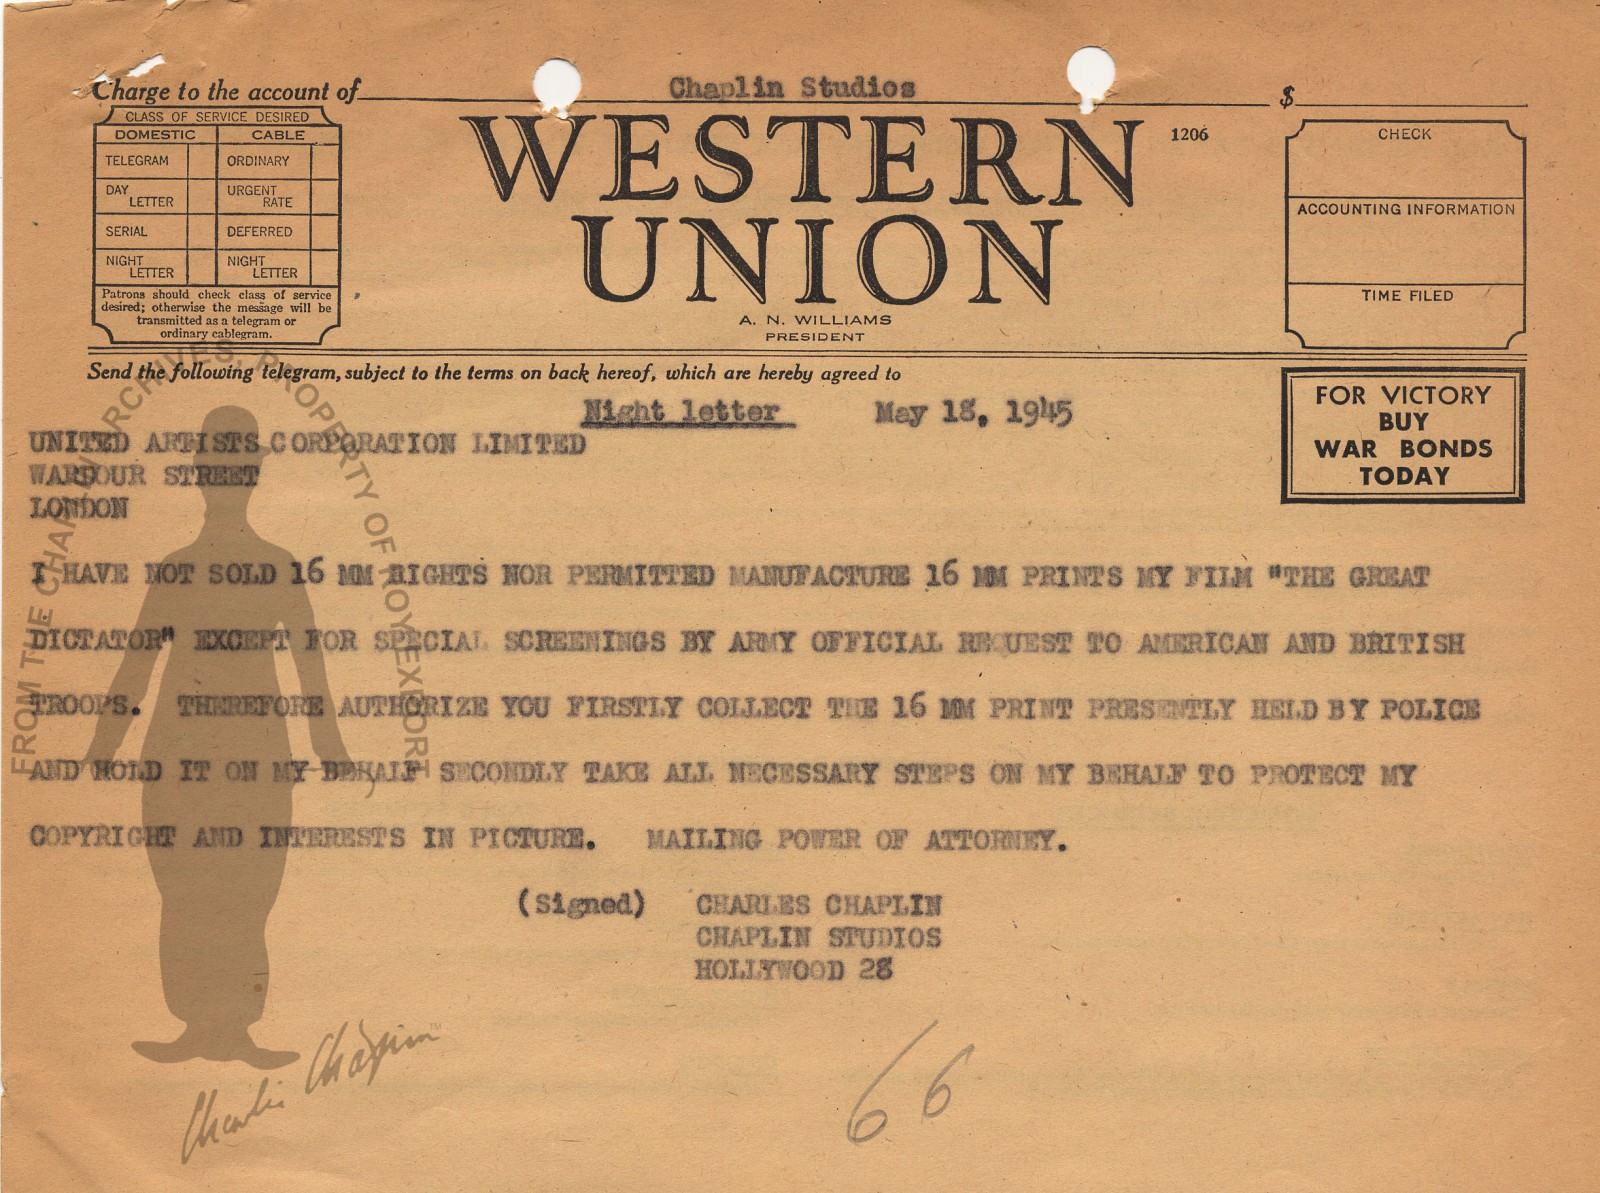 Charge to the account of Chaplin Studios $
CLASS OF SERVICE DESIRED
DOMESTIC CABLE
TELEGRAM ORDINARY
DAY LETTER URGENT RATE
SERIAL DEFERRED
NIGHT LETTER NIGHT LETTER
Patrons should check class of service
desired; otherwise the message will be
transmitted as a telegram or
ordinary cablegram.
WESTERN
UNION
1206
A. N. WILLIAMS
PRESIDENT
CHECK
ACCOUNTING INFORMATION
TIME FILED
Send the following telegram, subject to the terms on back hereof, which are hereby agreed to
FOR VICTORY
BUY
WAR BONDS
TODAY
Night letter May 18, 1945
UNITED ARTISTS CORPORATION LIMITED
WARDOUR STREET
LONDON
I HAVE NOT SOLD 16 MM RIGHTS NOR PERMITTED MANUFACTURE 16 MM PRINTS MY FILM "THE GREAT
DICTATOR" EXCEPT FOR SPECIAL SCREENINGS BY ARMY OFFICIAL REQUEST TO AMERICAN AND BRITISH
TROOPS. THEREFORE AUTHORIZE YOU FIRSTLY COLLECT THE 16 MM PRINT PRESENTLY HELD BY POLICE
AND HOLD IT ON MY BEHALF SECONDLY TAKE ALL NECESSARY STEPS ON MY BEHALF TO PROTECT MY
COPYRIGHT AND INTERESTS IN PICTURE. MAILING POWER OF ATTORNEY.
(Signed) CHARLES CHAPLIN
CHAPLIN STUDIOS
HOLLYWOOD 28
66
FROM THE CHAPLIN ARCHIVES, PROPERTY OF ROY EXPORT
Charlie Chaplin™